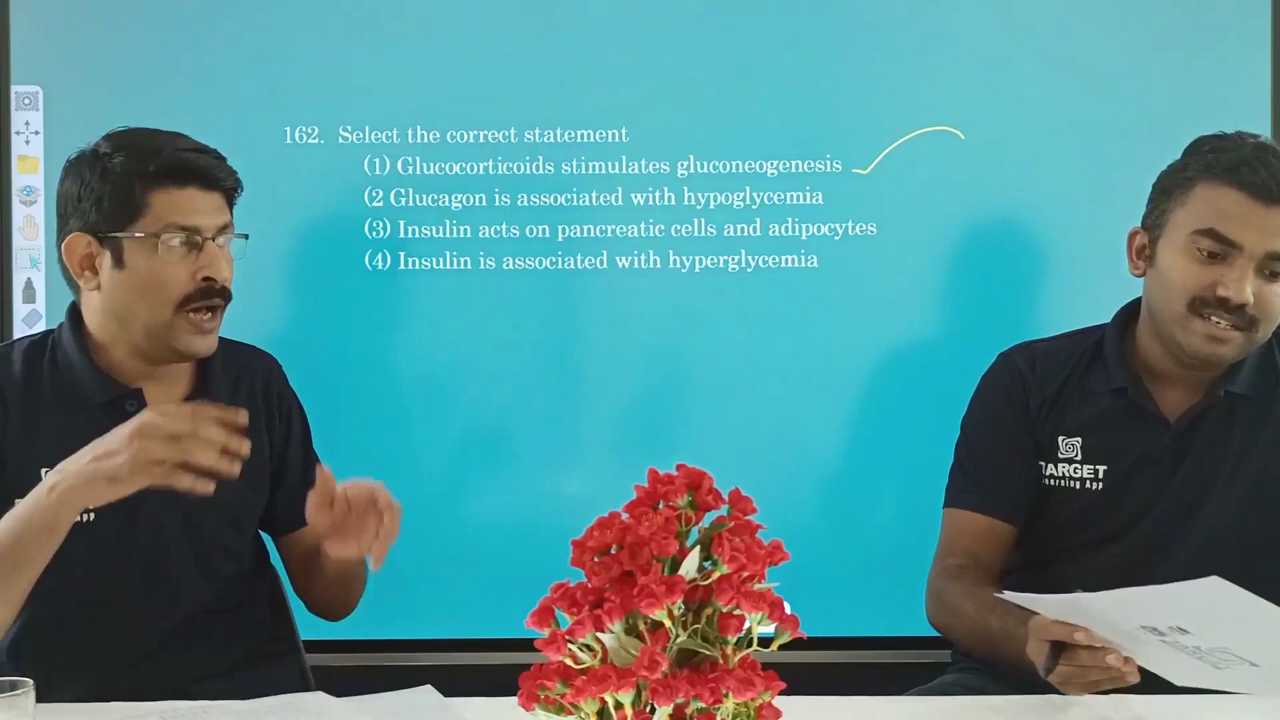 162. Select the correct statement
(1) Glucocorticoids stimulates gluconeogenesis
(2 Glucagon is associated with hypoglycemia
(3) Insulin acts on pancreatic cells and adipocytes
(4) Insulin is associated with hyperglycemia
TARGET
Learning App